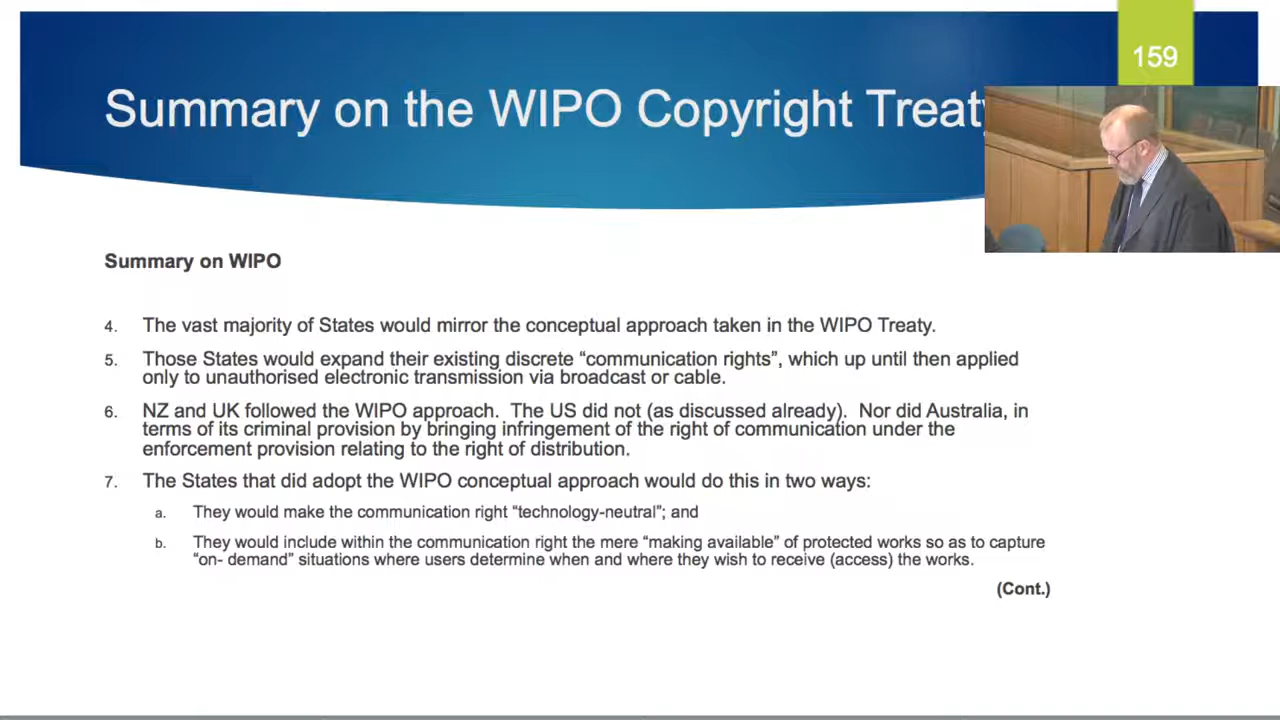 159
Summary on the WIPO Copyright Treaty
Summary on WIPO
4. The vast majority of States would mirror the conceptual approach taken in the WIPO Treaty.
5. Those States would expand their existing discrete “communication rights”, which up until then applied
only to unauthorised electronic transmission via broadcast or cable.
6. NZ and UK followed the WIPO approach. The US did not (as discussed already). Nor did Australia, in
terms of its criminal provision by bringing infringement of the right of communication under the
enforcement provision relating to the right of distribution.
7. The States that did adopt the WIPO conceptual approach would do this in two ways:
a. They would make the communication right “technology-neutral”; and
b. They would include within the communication right the mere “making available” of protected works so as to capture
“on- demand” situations where users determine when and where they wish to receive (access) the works.
(Cont.)